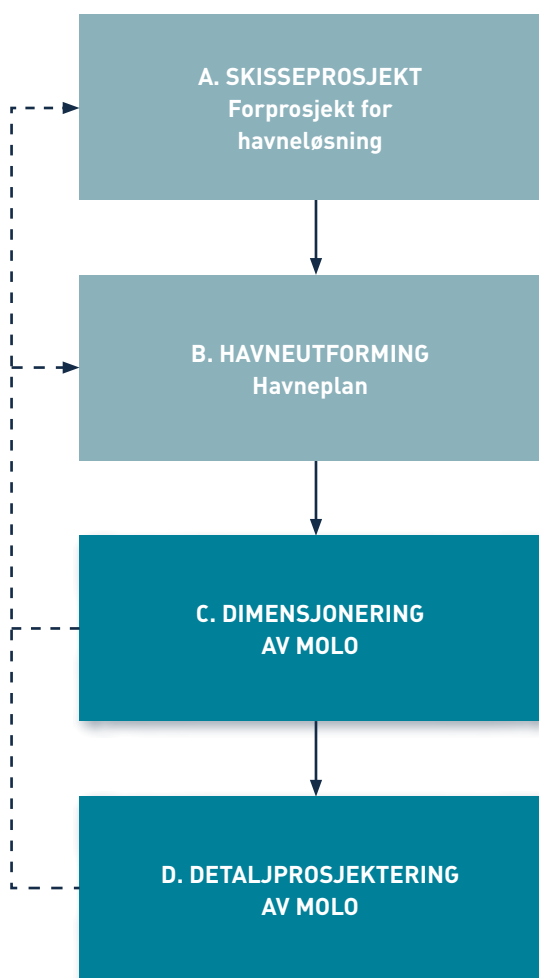 A. SKISSEPROSJEKT
Forprosjekt for
havneløsning
B. HAVNEUTFORMING
Havneplan
C. DIMENSJONERING
AV MOLO
D. DETALJPROSJEKTERING
AV MOLO